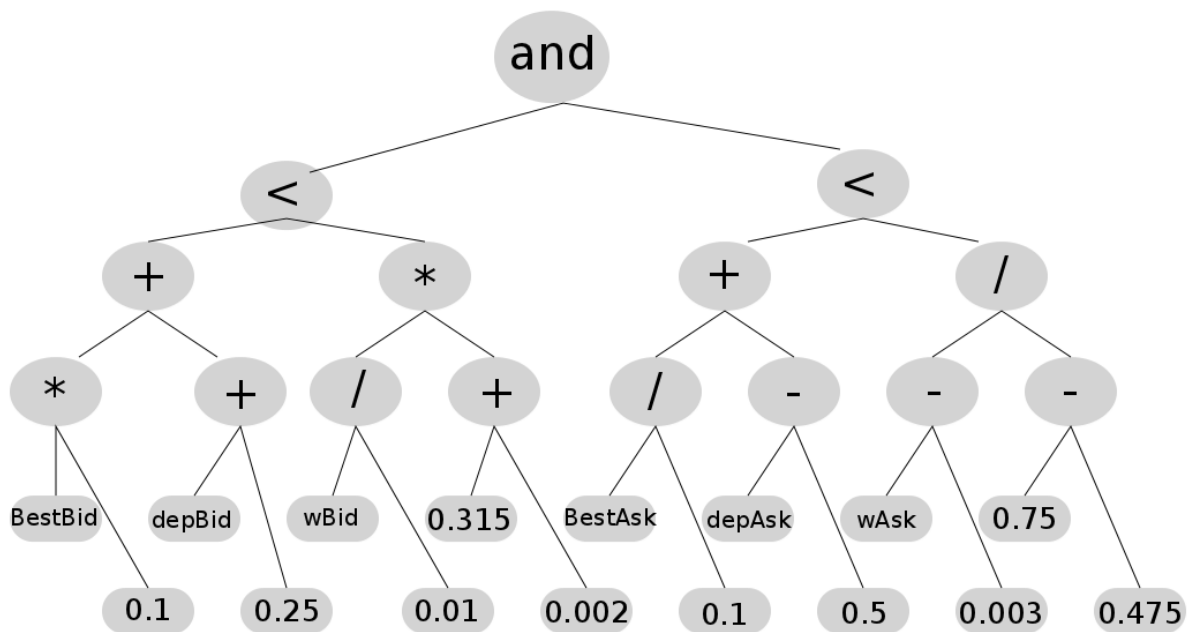 and
< <
+ * + /
* + / + / - - -
BestBid depBid wBid 0.315 BestAsk depAsk wAsk 0.75
0.1 0.25 0.01 0.002 0.1 0.5 0.003 0.475